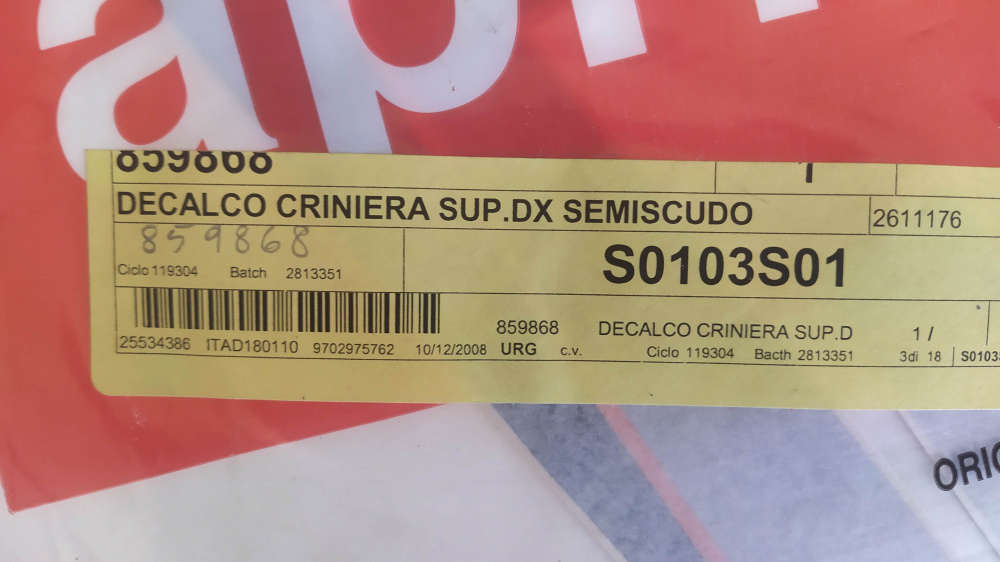 ap
859868 1
DECALCO CRINIERA SUP.DX SEMISCUDO 2611176
859868
S0103S01
Ciclo 119304 Batch 2813351
859868 DECALCO CRINIERA SUP.D 1 /
25534386 ITAD180110 9702975762 10/12/2008 URG c.v. Ciclo 119304 Bacth 2813351 3di 18 S0103
ORIG